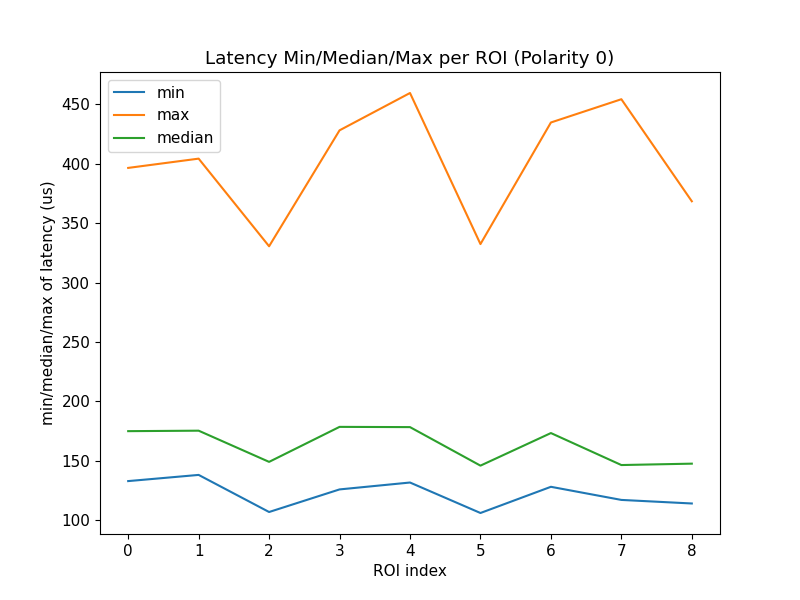 Latency Min/Median/Max per ROI (Polarity 0)
min
max
median
450
400
350
300
250
200
150
100
min/median/max of latency (us)
0 1 2 3 4 5 6 7 8
ROI index